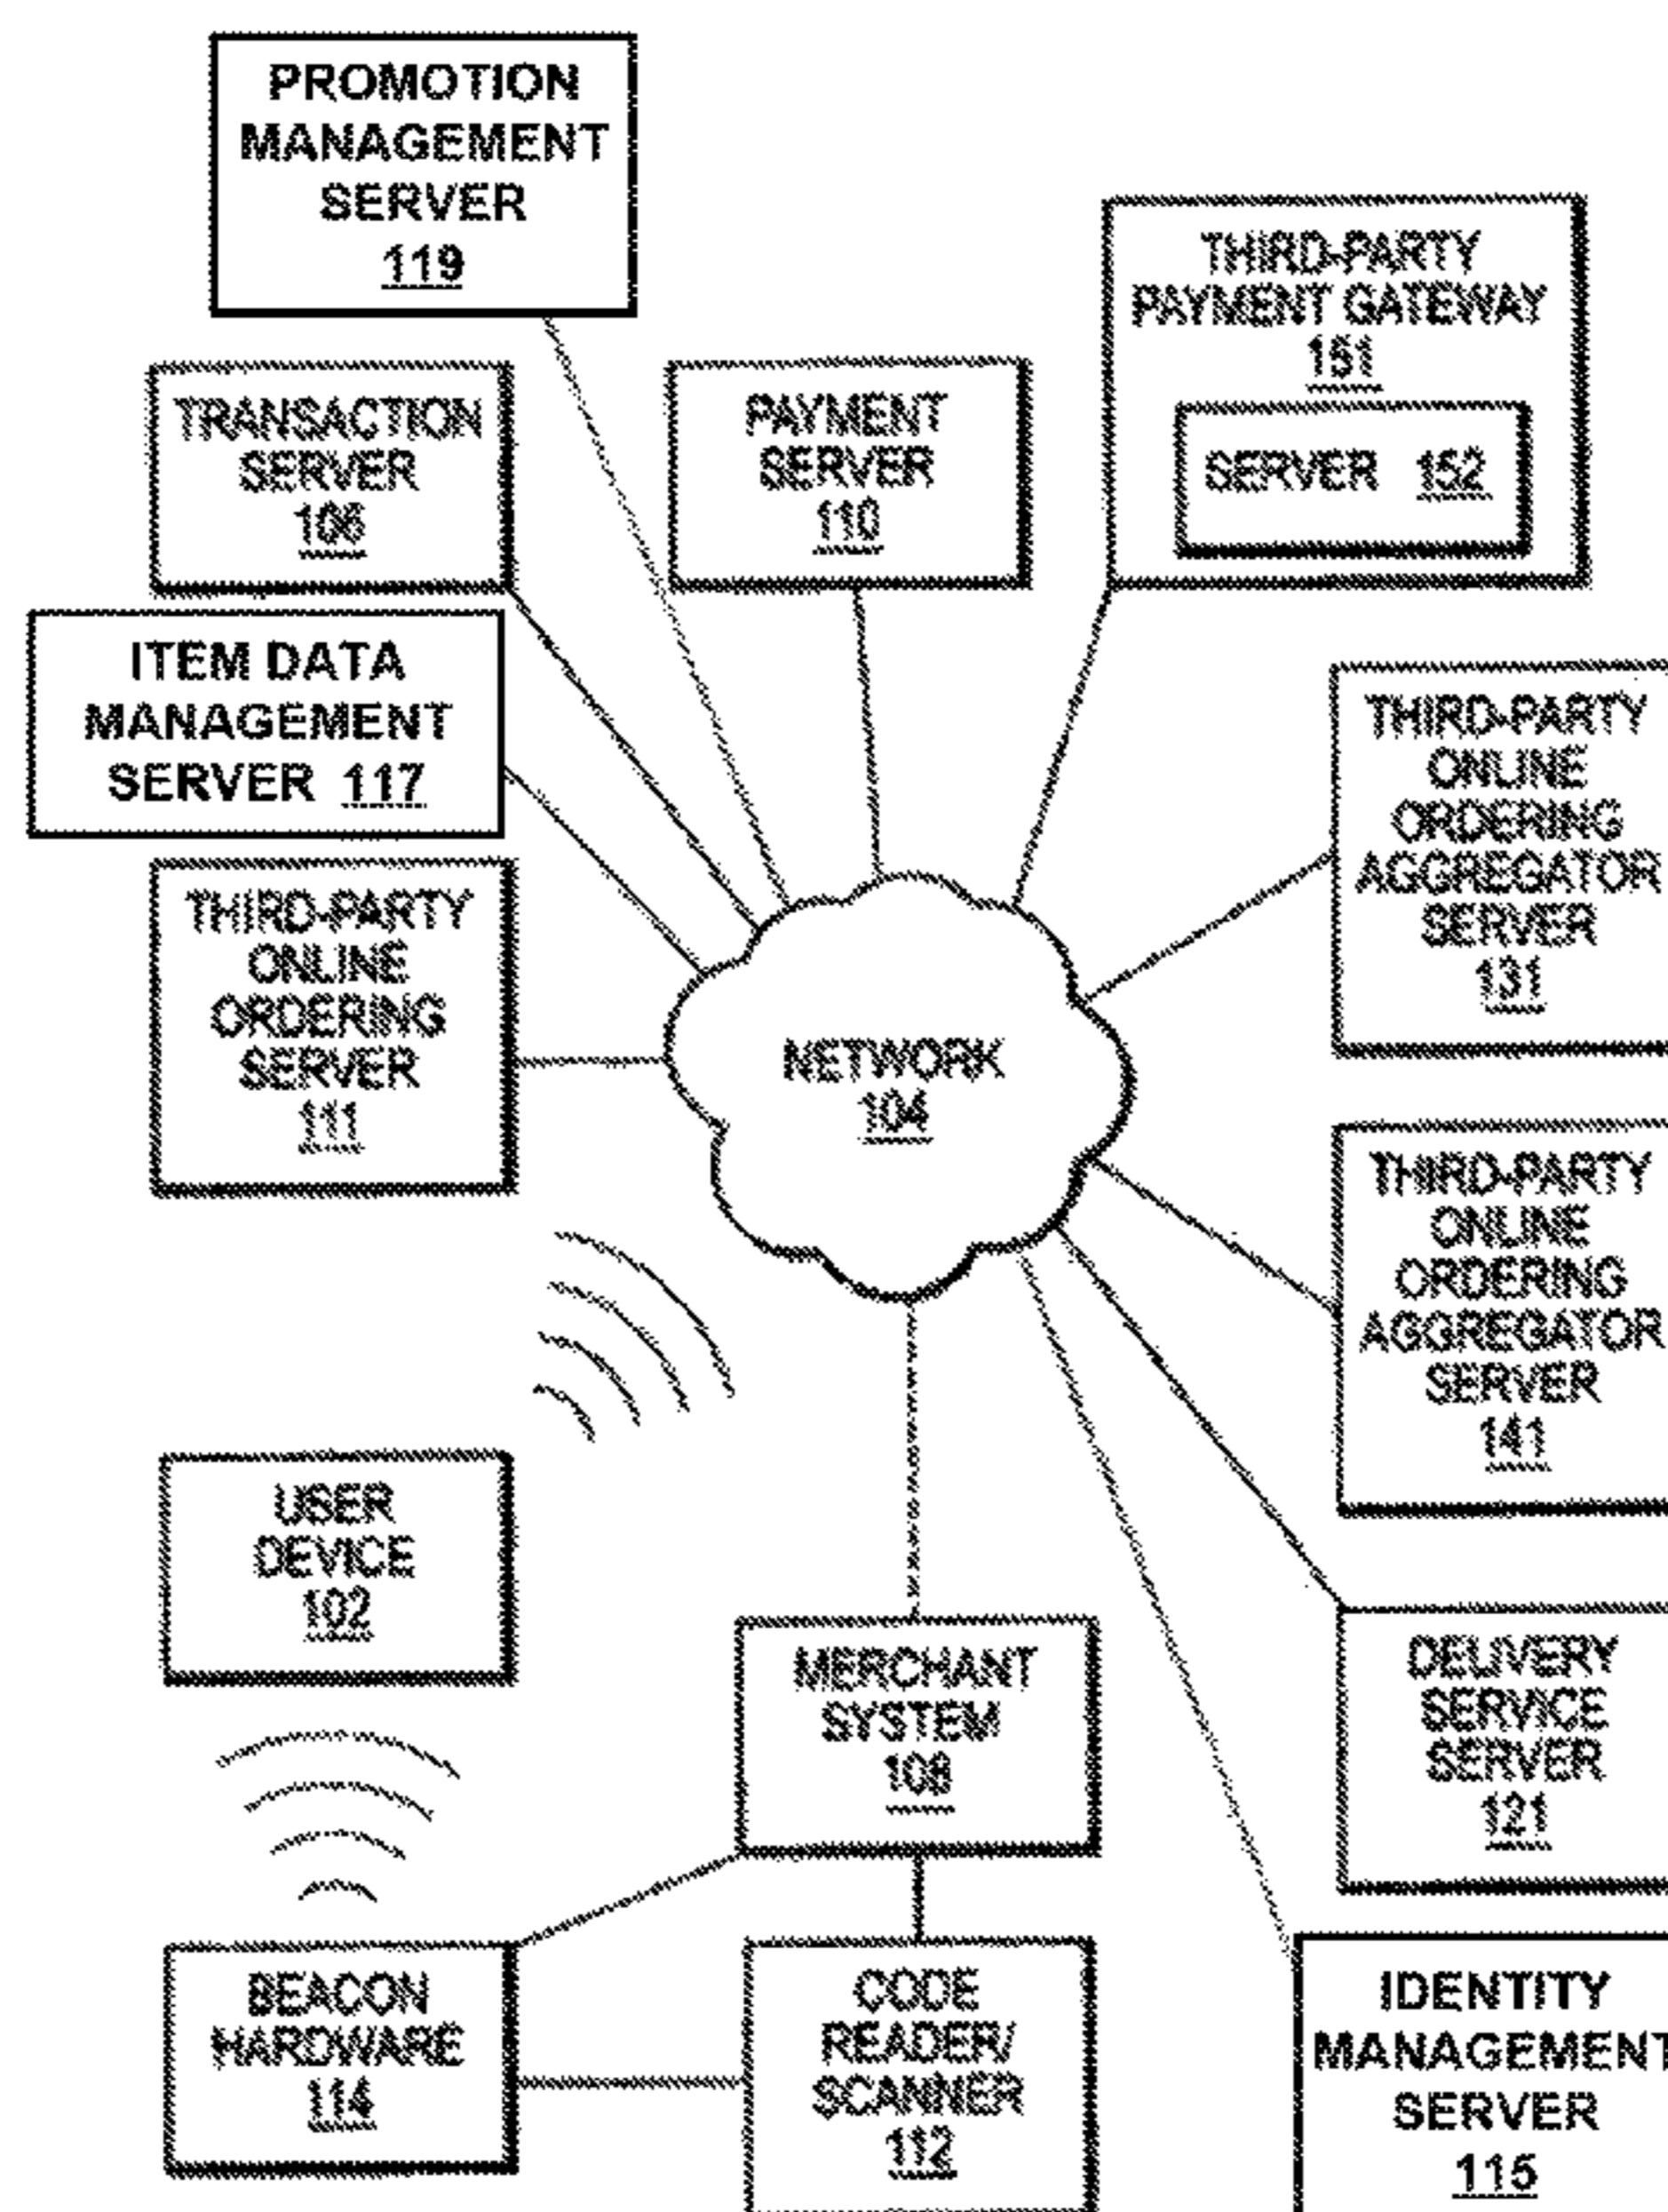 PROMOTION
MANAGEMENT
SERVER
119
THIRD-PARTY
PAYMENT GATEWAY
151
SERVER 152
TRANSACTION
SERVER
106
PAYMENT
SERVER
110
ITEM DATA
MANAGEMENT
SERVER 117
THIRD-PARTY
ONLINE
ORDERING
AGGREGATOR
SERVER
131
THIRD-PARTY
ONLINE
ORDERING
SERVER
111
NETWORK
104
THIRD-PARTY
ONLINE
ORDERING
AGGREGATOR
SERVER
141
USER
DEVICE
102
MERCHANT
SYSTEM
108
DELIVERY
SERVICE
SERVER
121
BEACON
HARDWARE
114
CODE
READER/
SCANNER
112
IDENTITY
MANAGEMENT
SERVER
115